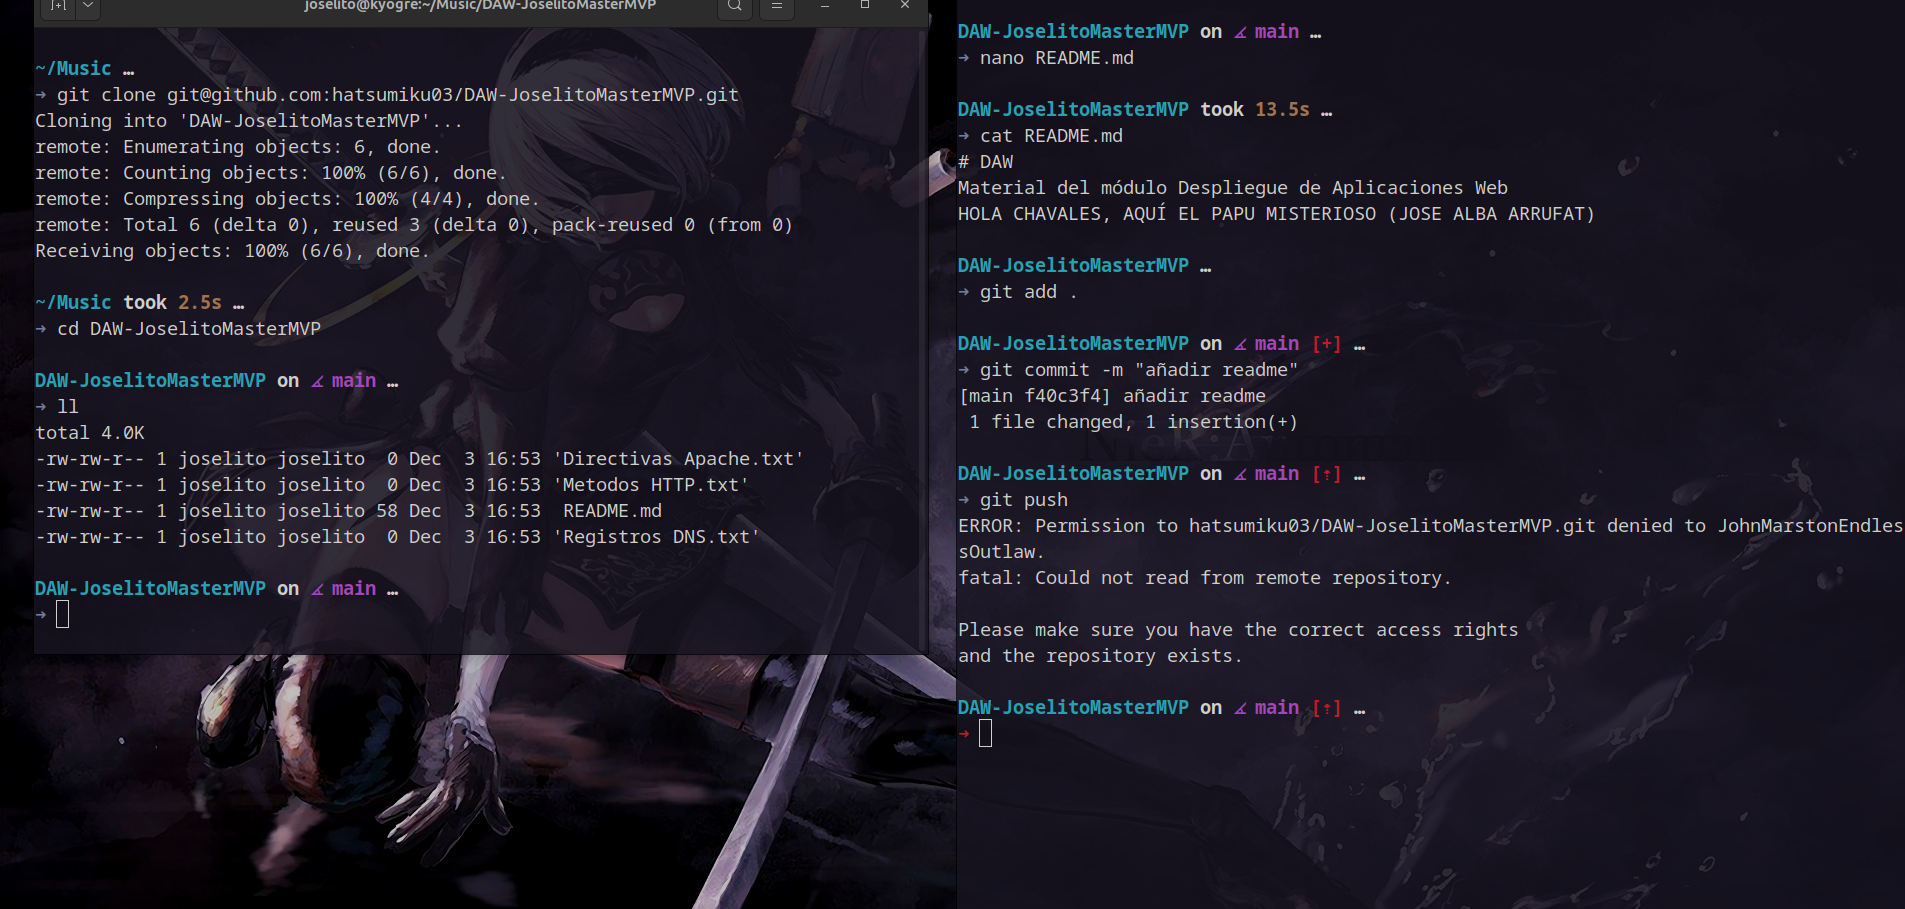 joselito@kyogre:~/Music/DAW-JoselitoMasterMVP
~/Music …
➜ git clone git@github.com:hatsumiku03/DAW-JoselitoMasterMVP.git
Cloning into 'DAW-JoselitoMasterMVP'...
remote: Enumerating objects: 6, done.
remote: Counting objects: 100% (6/6), done.
remote: Compressing objects: 100% (4/4), done.
remote: Total 6 (delta 0), reused 3 (delta 0), pack-reused 0 (from 0)
Receiving objects: 100% (6/6), done.
~/Music took 2.5s …
➜ cd DAW-JoselitoMasterMVP
DAW-JoselitoMasterMVP on main …
➜ ll
total 4.0K
-rw-rw-r-- 1 joselito joselito  0 Dec  3 16:53 'Directivas Apache.txt'
-rw-rw-r-- 1 joselito joselito  0 Dec  3 16:53 'Metodos HTTP.txt'
-rw-rw-r-- 1 joselito joselito 58 Dec  3 16:53  README.md
-rw-rw-r-- 1 joselito joselito  0 Dec  3 16:53 'Registros DNS.txt'
DAW-JoselitoMasterMVP on main …
➜
DAW-JoselitoMasterMVP on main …
➜ nano README.md
DAW-JoselitoMasterMVP took 13.5s …
➜ cat README.md
# DAW
Material del módulo Despliegue de Aplicaciones Web
HOLA CHAVALES, AQUÍ EL PAPU MISTERIOSO (JOSE ALBA ARRUFAT)
DAW-JoselitoMasterMVP …
➜ git add .
DAW-JoselitoMasterMVP on main [+] …
➜ git commit -m "añadir readme"
[main f40c3f4] añadir readme
 1 file changed, 1 insertion(+)
DAW-JoselitoMasterMVP on main [⇡] …
➜ git push
ERROR: Permission to hatsumiku03/DAW-JoselitoMasterMVP.git denied to JohnMarstonEndles
sOutlaw.
fatal: Could not read from remote repository.
Please make sure you have the correct access rights
and the repository exists.
DAW-JoselitoMasterMVP on main [⇡] …
➜